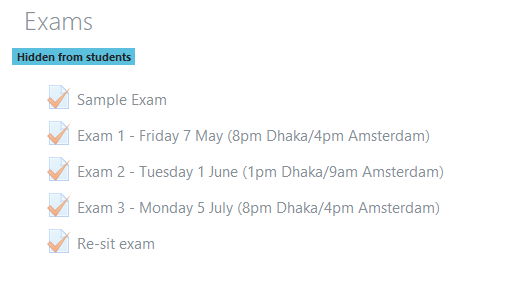 Exams
Hidden from students
Sample Exam
Exam 1 - Friday 7 May (8pm Dhaka/4pm Amsterdam)
Exam 2 - Tuesday 1 June (1pm Dhaka/9am Amsterdam)
Exam 3 - Monday 5 July (8pm Dhaka/4pm Amsterdam)
Re-sit exam